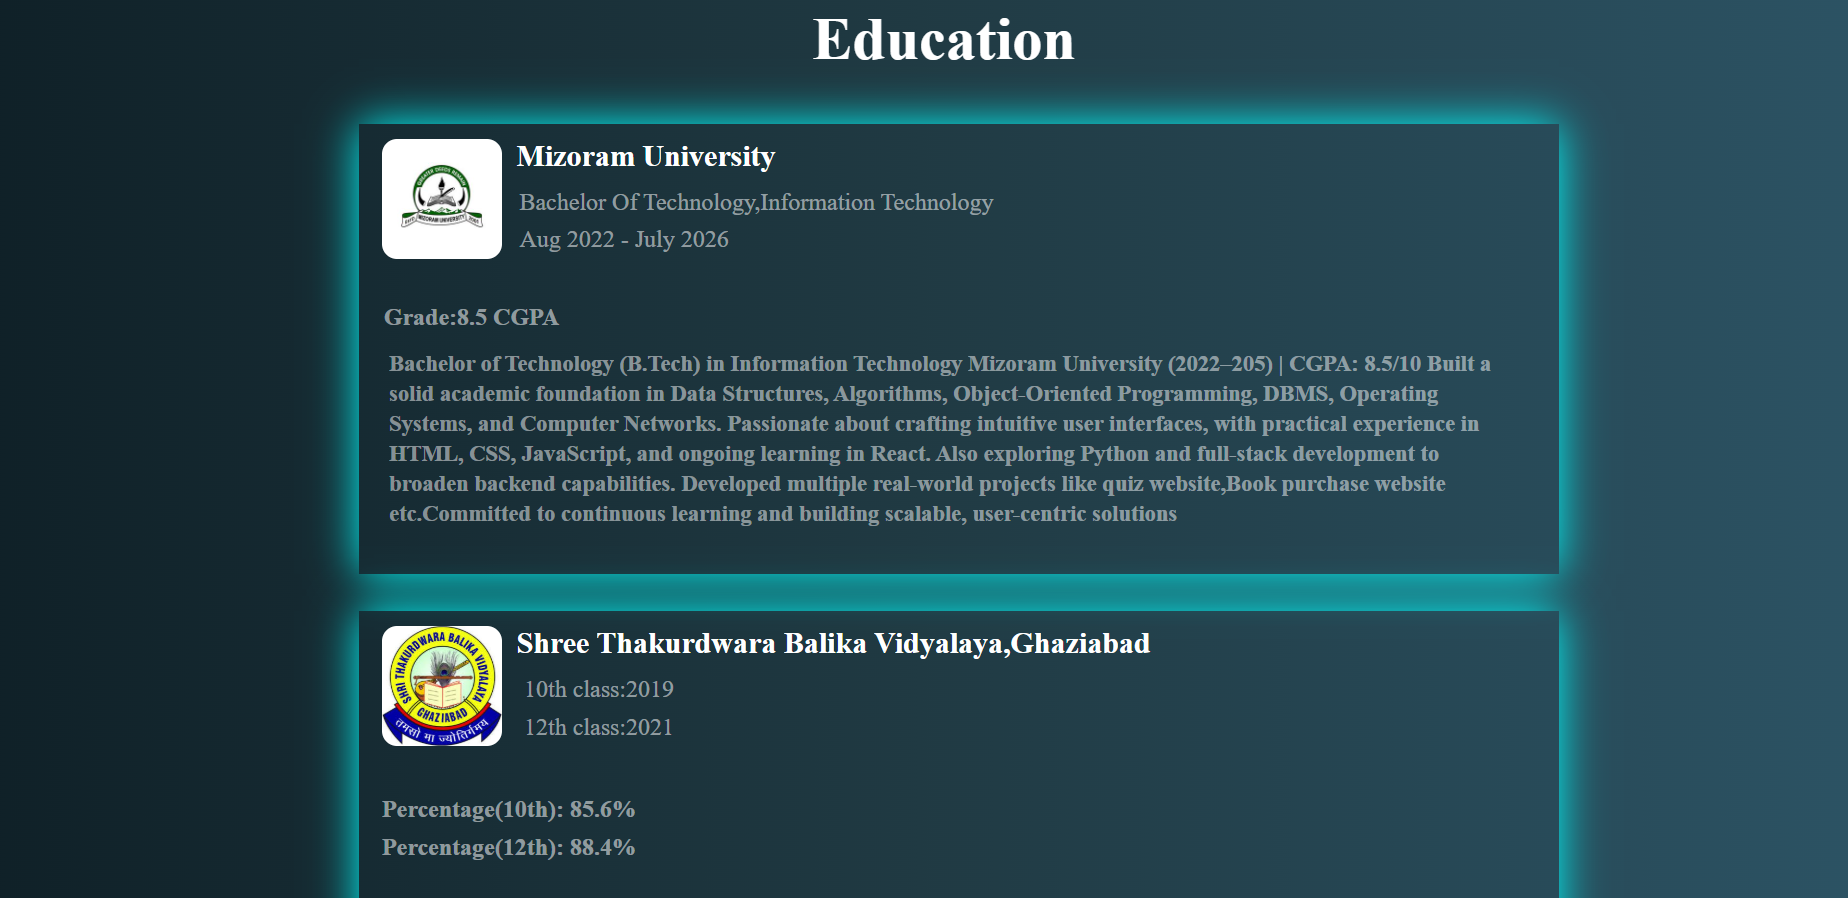 Education
Mizoram University
Bachelor Of Technology,Information Technology
Aug 2022 - July 2026
MIZORAM UNIVERSITY
Grade:8.5 CGPA
Bachelor of Technology (B.Tech) in Information Technology Mizoram University (2022–205) | CGPA: 8.5/10 Built a
solid academic foundation in Data Structures, Algorithms, Object-Oriented Programming, DBMS, Operating
Systems, and Computer Networks. Passionate about crafting intuitive user interfaces, with practical experience in
HTML, CSS, JavaScript, and ongoing learning in React. Also exploring Python and full-stack development to
broaden backend capabilities. Developed multiple real-world projects like quiz website,Book purchase website
etc.Committed to continuous learning and building scalable, user-centric solutions
Shree Thakurdwara Balika Vidyalaya,Ghaziabad
10th class:2019
12th class:2021
SHRI THAKURDWARA BALIKA VIDYALAYA
GHAZIABAD
तमसो मा ज्योतिर्गमय
Percentage(10th): 85.6%
Percentage(12th): 88.4%